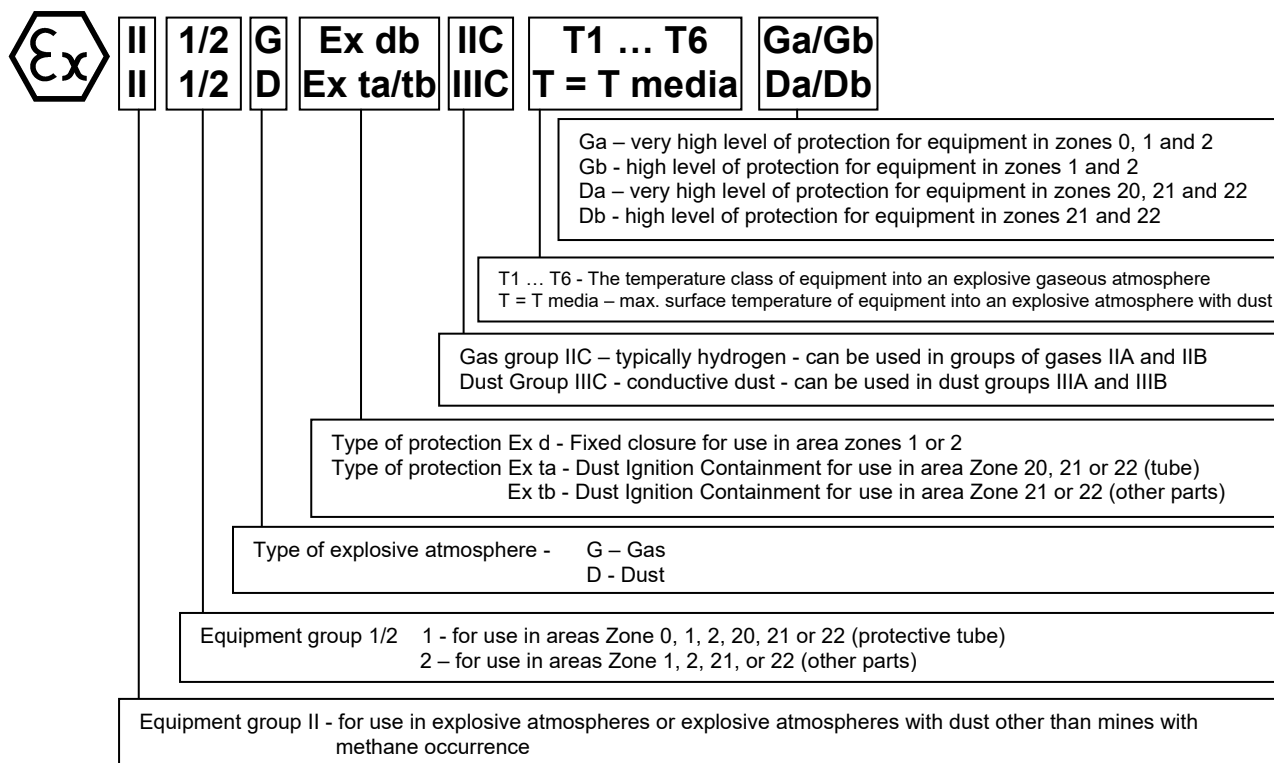 Ex II 1/2 G Ex db IIC T1 … T6 Ga/Gb
II 1/2 D Ex ta/tb IIIC T = T media Da/Db
Ga – very high level of protection for equipment in zones 0, 1 and 2
Gb - high level of protection for equipment in zones 1 and 2
Da – very high level of protection for equipment in zones 20, 21 and 22
Db - high level of protection for equipment in zones 21 and 22
T1 … T6 - The temperature class of equipment into an explosive gaseous atmosphere
T = T media – max. surface temperature of equipment into an explosive atmosphere with dust
Gas group IIC – typically hydrogen - can be used in groups of gases IIA and IIB
Dust Group IIIC - conductive dust - can be used in dust groups IIIA and IIIB
Type of protection Ex d - Fixed closure for use in area zones 1 or 2
Type of protection Ex ta - Dust Ignition Containment for use in area Zone 20, 21 or 22 (tube)
Ex tb - Dust Ignition Containment for use in area Zone 21 or 22 (other parts)
Type of explosive atmosphere - G – Gas
D - Dust
Equipment group 1/2 1 - for use in areas Zone 0, 1, 2, 20, 21 or 22 (protective tube)
2 – for use in areas Zone 1, 2, 21, or 22 (other parts)
Equipment group II - for use in explosive atmospheres or explosive atmospheres with dust other than mines with
methane occurrence